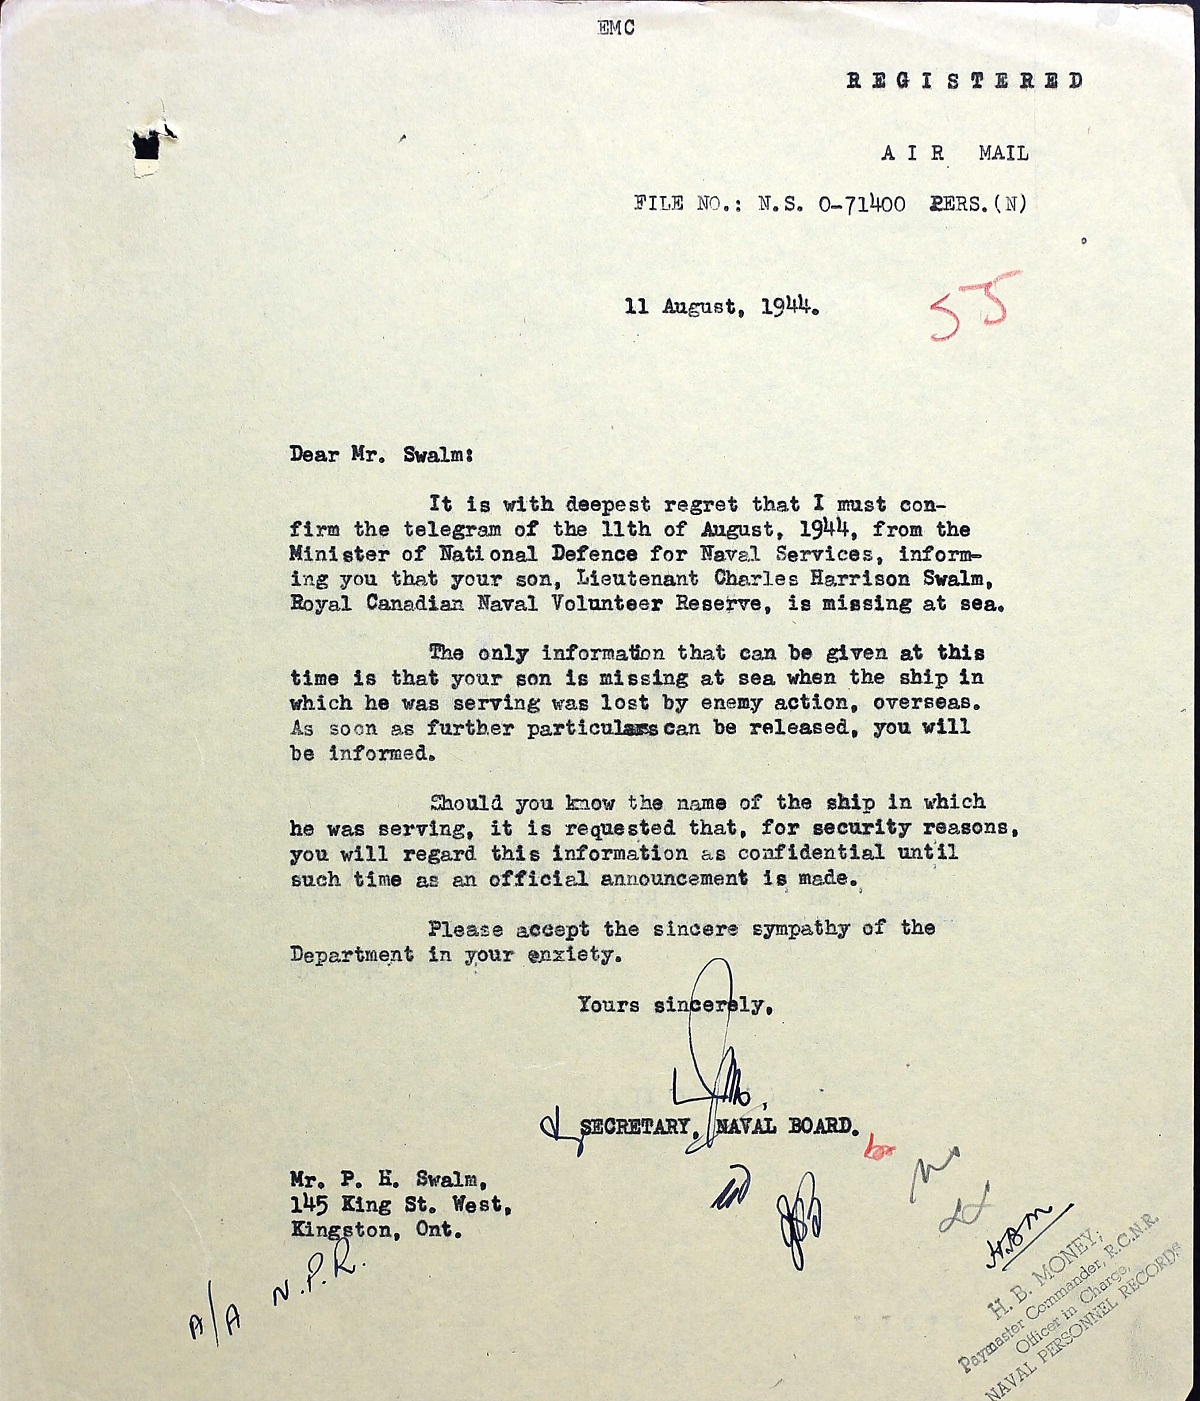 EMC
REGISTERED
AIR MAIL
FILE NO.: N.S. O-71400 PERS.(N)
11 August, 1944.
55
Dear Mr. Swalm:
It is with deepest regret that I must con-
firm the telegram of the 11th of August, 1944, from the
Minister of National Defence for Naval Services, inform-
ing you that your son, Lieutenant Charles Harrison Swalm,
Royal Canadian Naval Volunteer Reserve, is missing at sea.
The only information that can be given at this
time is that your son is missing at sea when the ship in
which he was serving was lost by enemy action, overseas.
As soon as further particulars can be released, you will
be informed.
Should you know the name of the ship in which
he was serving, it is requested that, for security reasons,
you will regard this information as confidential until
such time as an official announcement is made.
Please accept the sincere sympathy of the
Department in your anxiety.
Yours sincerely,
SECRETARY, NAVAL BOARD.
Mr. P. H. Swalm,
145 King St. West,
Kingston, Ont.
A/A N.P.R.
H.B.M
H. B. MONEY,
Paymaster Commander, R.C.N.R.
Officer in Charge,
NAVAL PERSONNEL RECORDS